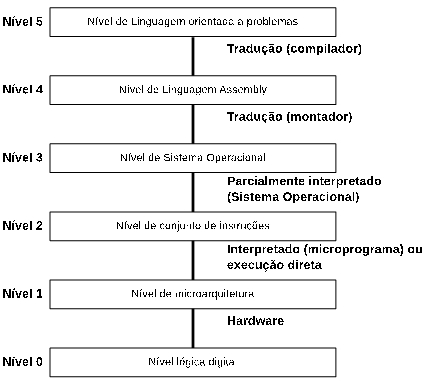 Nível 5 Nível de Linguagem orientada a problemas
Tradução (compilador)
Nível 4 Nível de Linguagem Assembly
Tradução (montador)
Nível 3 Nível de Sistema Operacional
Parcialmente interpretado
(Sistema Operacional)
Nível 2 Nível de conjunto de instruções
Interpretado (microprograma) ou
execução direta
Nível 1 Nível de microarquitetura
Hardware
Nível 0 Nível lógica digital